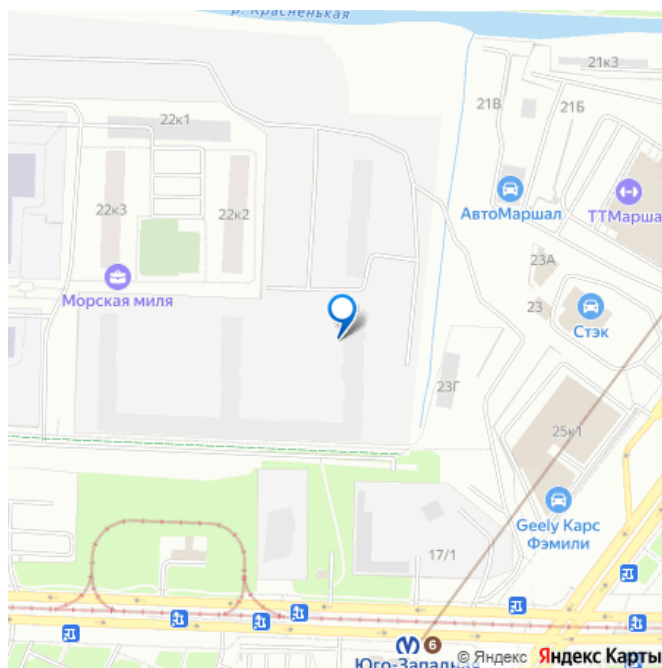 р. Красненькая
21к3
22к1
21В
21Б
22к3
22к2
АвтоМаршал
ТТМарша
23А
Морская миля
23
Стэк
23Г
25к1
Geely Карс
Фэмили
17/1
6
© Яндекс
Яндекс Карты